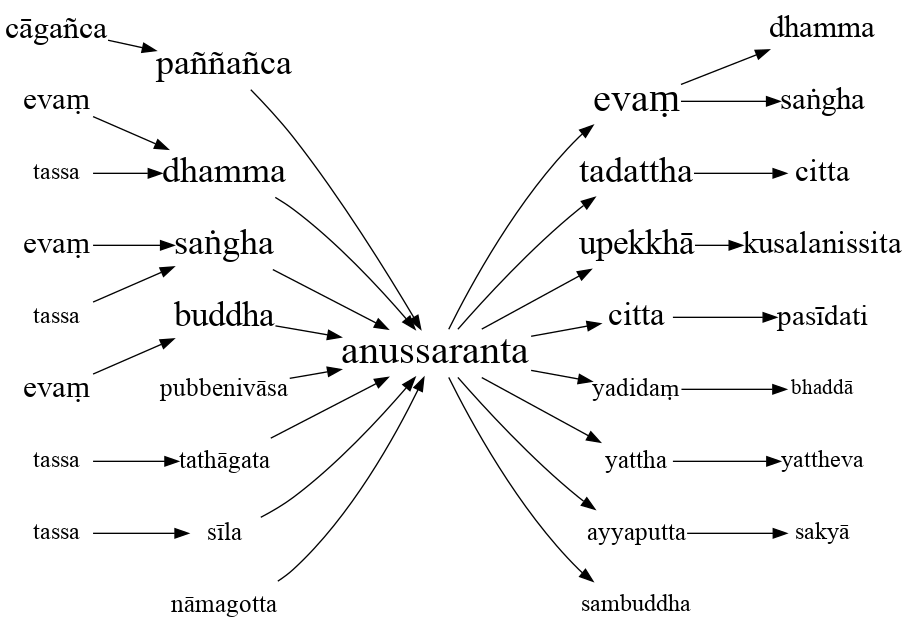 cāgañca
paññañca
evaṃ
dhamma
tassa
evaṃ
saṅgha
tassa
buddha
evaṃ
pubbenivāsa
tassa
tathāgata
tassa
sīla
nāmagotta
anussaranta
evaṃ
dhamma
saṅgha
tadattha
citta
upekkhā
kusalanissita
citta
pasīdati
yadidaṃ
bhaddā
yattha
yattheva
ayyaputta
sakyā
sambuddha